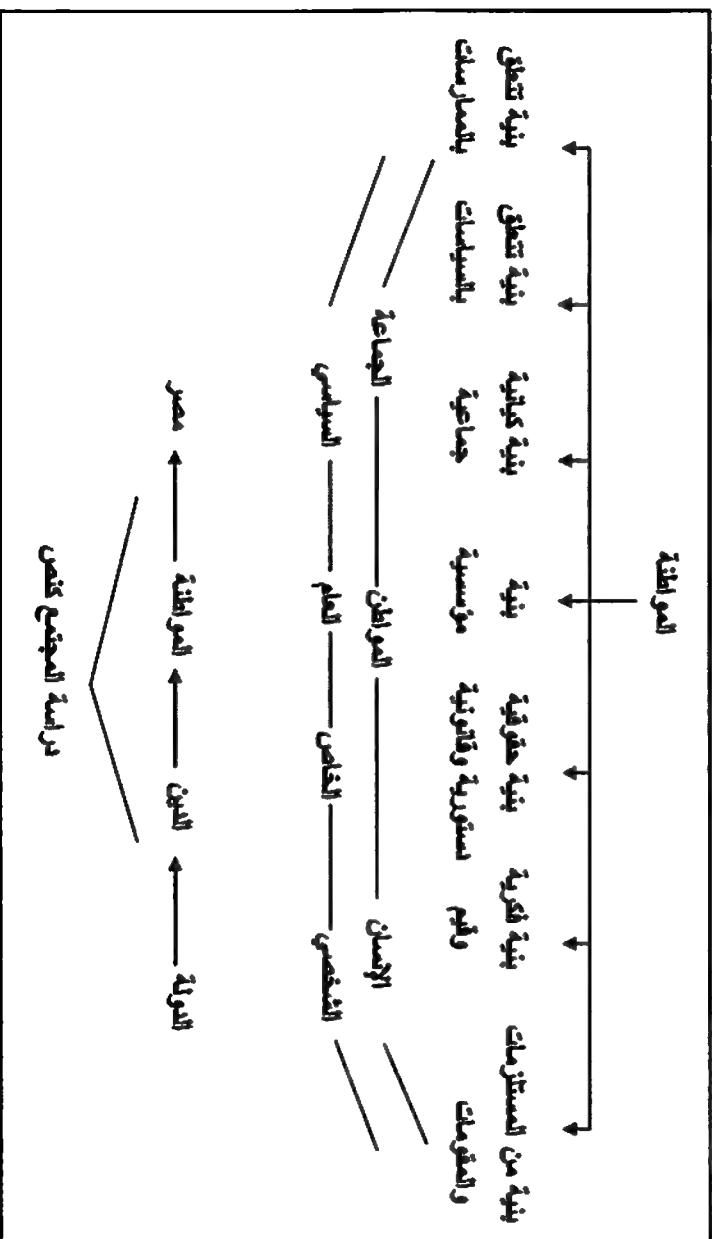 المواطنة
بنية من المستلزمات والمقومات
بنية فكرية وقيم
بنية حقوقية دستورية وقانونية
بنية مؤسسية
بنية كيانية جماعية
بنية تتعلق بالسياسات
بنية تتعلق بالممارسات
الإنسان المواطن الجماعة
الشخصي الخاص العام السياسي
الدولة الدين المواطنة مصر
دراسة المجتمع كنص